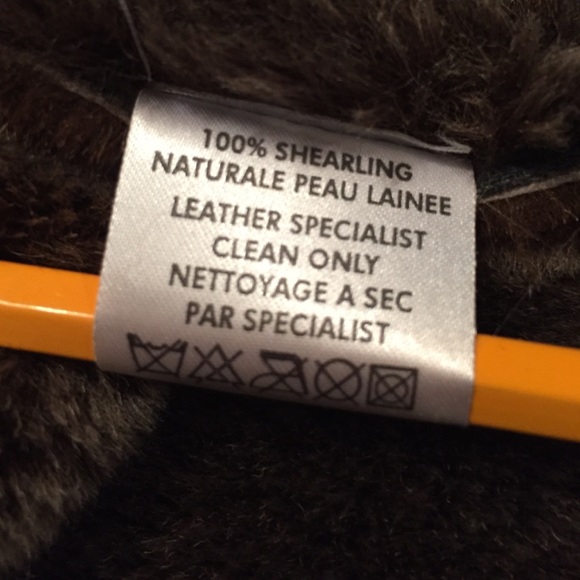 100% SHEARLING
NATURALE PEAU LAINEE
LEATHER SPECIALIST
CLEAN ONLY
NETTOYAGE A SEC
PAR SPECIALIST